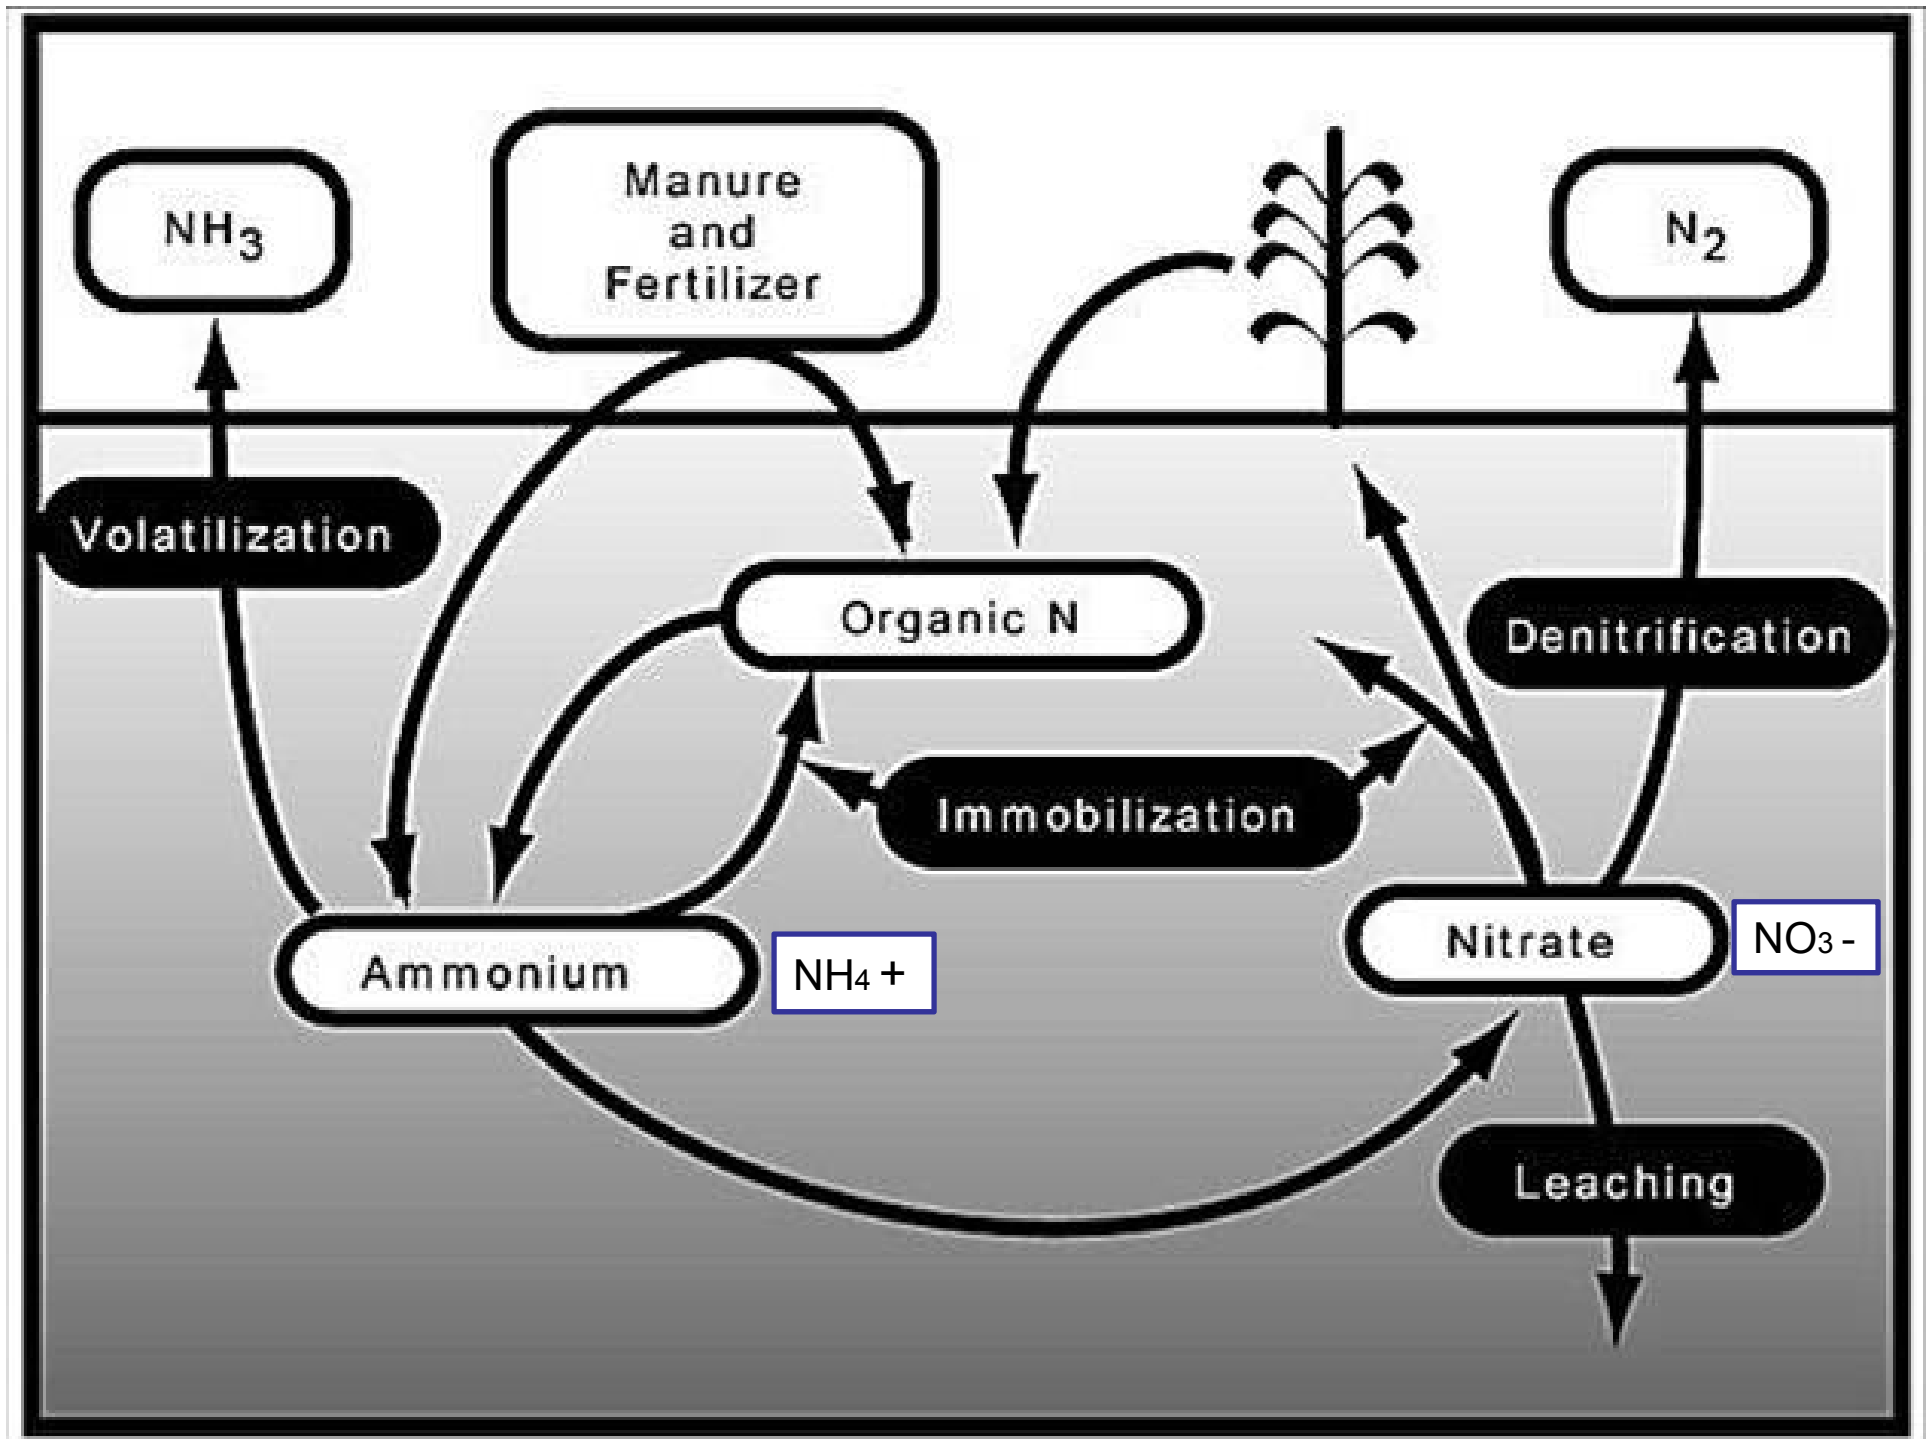 NH3
Manure
and
Fertilizer
N2
Volatilization
Organic N
Denitrification
Immobilization
Ammonium
NH4 +
Nitrate
NO3 -
Leaching